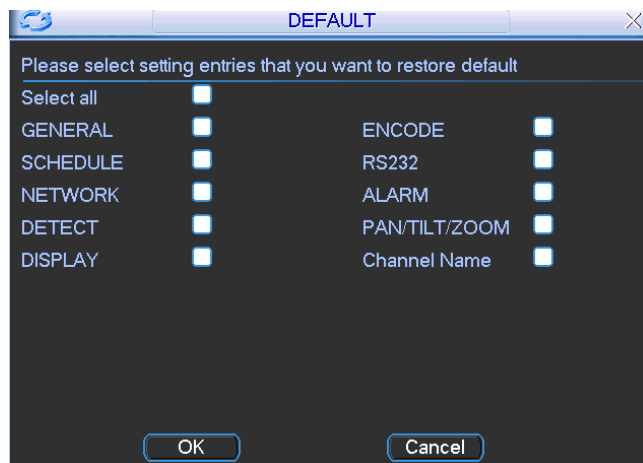 DEFAULT
Please select setting entries that you want to restore default
Select all
GENERAL ENCODE
SCHEDULE RS232
NETWORK ALARM
DETECT PAN/TILT/ZOOM
DISPLAY Channel Name
OK Cancel